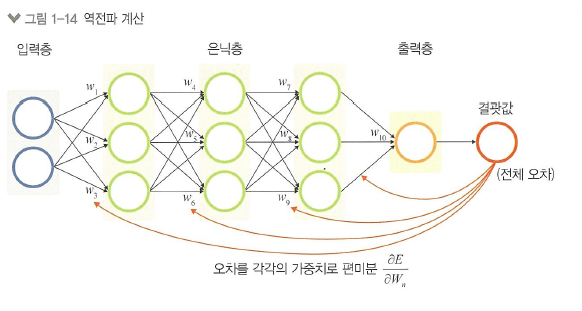 그림 1-14 역전파 계산
입력층 은닉층 출력층
결괏값
w₁ w₄ w₇
w₂ w₅ w₈ w₁₀
(전체 오차)
w₃ w₆ w₉
오차를 각각의 가중치로 편미분 ∂E/∂Wₙ